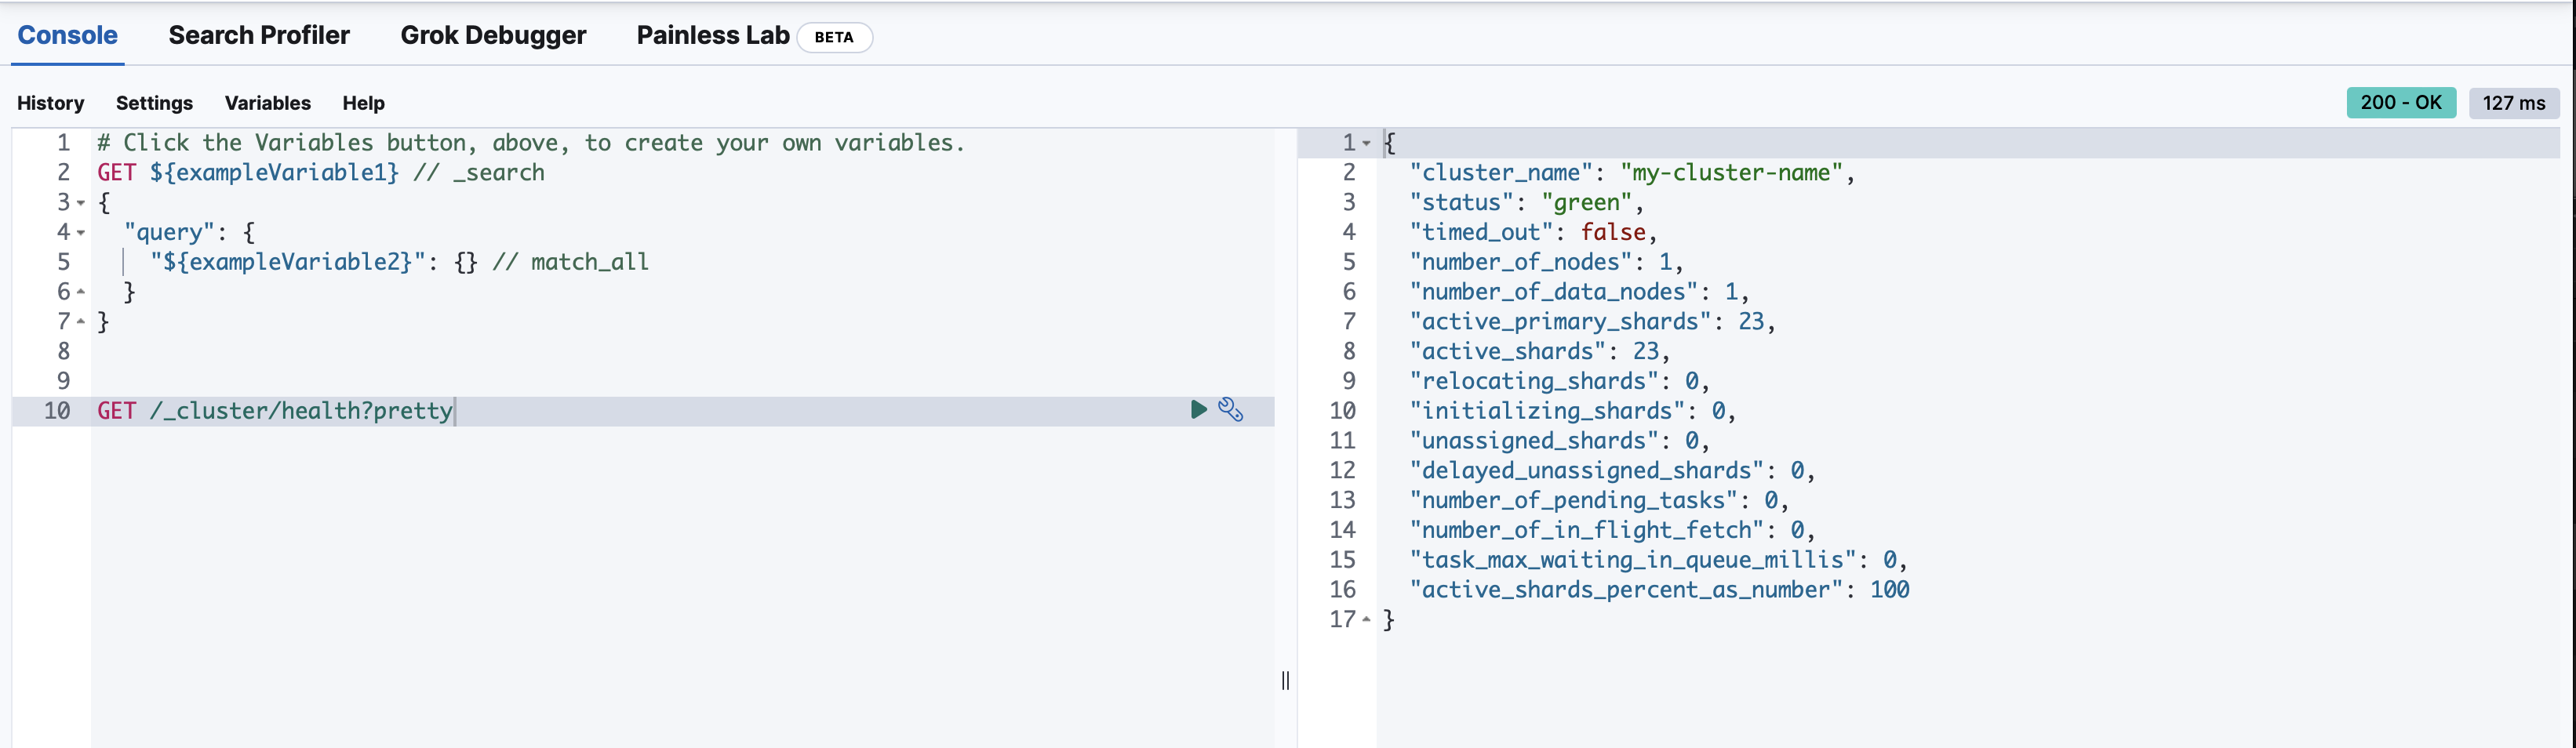 Console Search Profiler Grok Debugger Painless Lab BETA
History Settings Variables Help 200 - OK 127 ms
1 # Click the Variables button, above, to create your own variables.
2 GET ${exampleVariable1} // _search
3 {
4 "query": {
5 "${exampleVariable2}": {} // match_all
6 }
7 }
8
9
10 GET /_cluster/health?pretty
1 {
2 "cluster_name": "my-cluster-name",
3 "status": "green",
4 "timed_out": false,
5 "number_of_nodes": 1,
6 "number_of_data_nodes": 1,
7 "active_primary_shards": 23,
8 "active_shards": 23,
9 "relocating_shards": 0,
10 "initializing_shards": 0,
11 "unassigned_shards": 0,
12 "delayed_unassigned_shards": 0,
13 "number_of_pending_tasks": 0,
14 "number_of_in_flight_fetch": 0,
15 "task_max_waiting_in_queue_millis": 0,
16 "active_shards_percent_as_number": 100
17 }